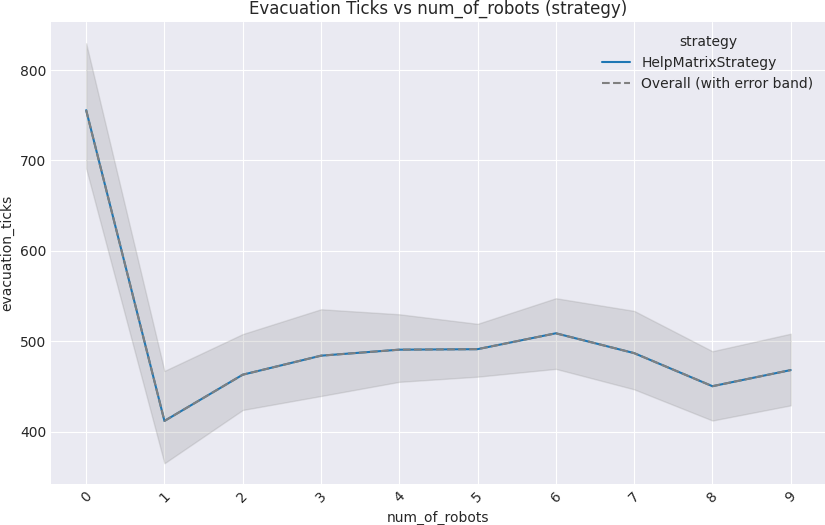 Evacuation Ticks vs num_of_robots (strategy)
strategy
HelpMatrixStrategy
Overall (with error band)
800
700
600
500
400
evacuation_ticks
0 1 2 3 4 5 6 7 8 9
num_of_robots